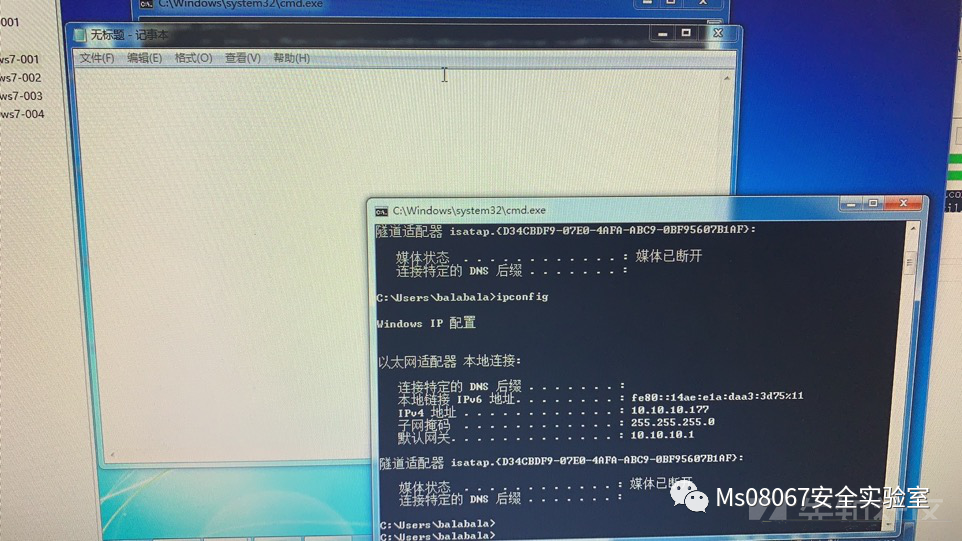 C:\Windows\system32\cmd.exe
001
无标题 - 记事本
文件(F) 编辑(E) 格式(O) 查看(V) 帮助(H)
ws7-001
ws7-002
ws7-003
ws7-004
C:\Windows\system32\cmd.exe
隧道适配器 isatap.{D34CBDF9-07E0-4AFA-ABC9-0BF95607B1AF}:
媒体状态 . . . . . . . . . . . . : 媒体已断开
连接特定的 DNS 后缀 . . . . . . . :
C:\Users\balabala>ipconfig
Windows IP 配置
以太网适配器 本地连接:
连接特定的 DNS 后缀 . . . . . . . :
本地链接 IPv6 地址. . . . . . . . : fe80::14ae:e1a:daa3:3d75%11
IPv4 地址 . . . . . . . . . . . . : 10.10.10.177
子网掩码 . . . . . . . . . . . . : 255.255.255.0
默认网关. . . . . . . . . . . . . : 10.10.10.1
隧道适配器 isatap.{D34CBDF9-07E0-4AFA-ABC9-0BF95607B1AF}:
媒体状态 . . . . . . . . . . . . : 媒体已断开
连接特定的 DNS 后缀 . . . . . . . :
Ms08067安全实验室
C:\Users\balabala>
C:\Users\balabala>